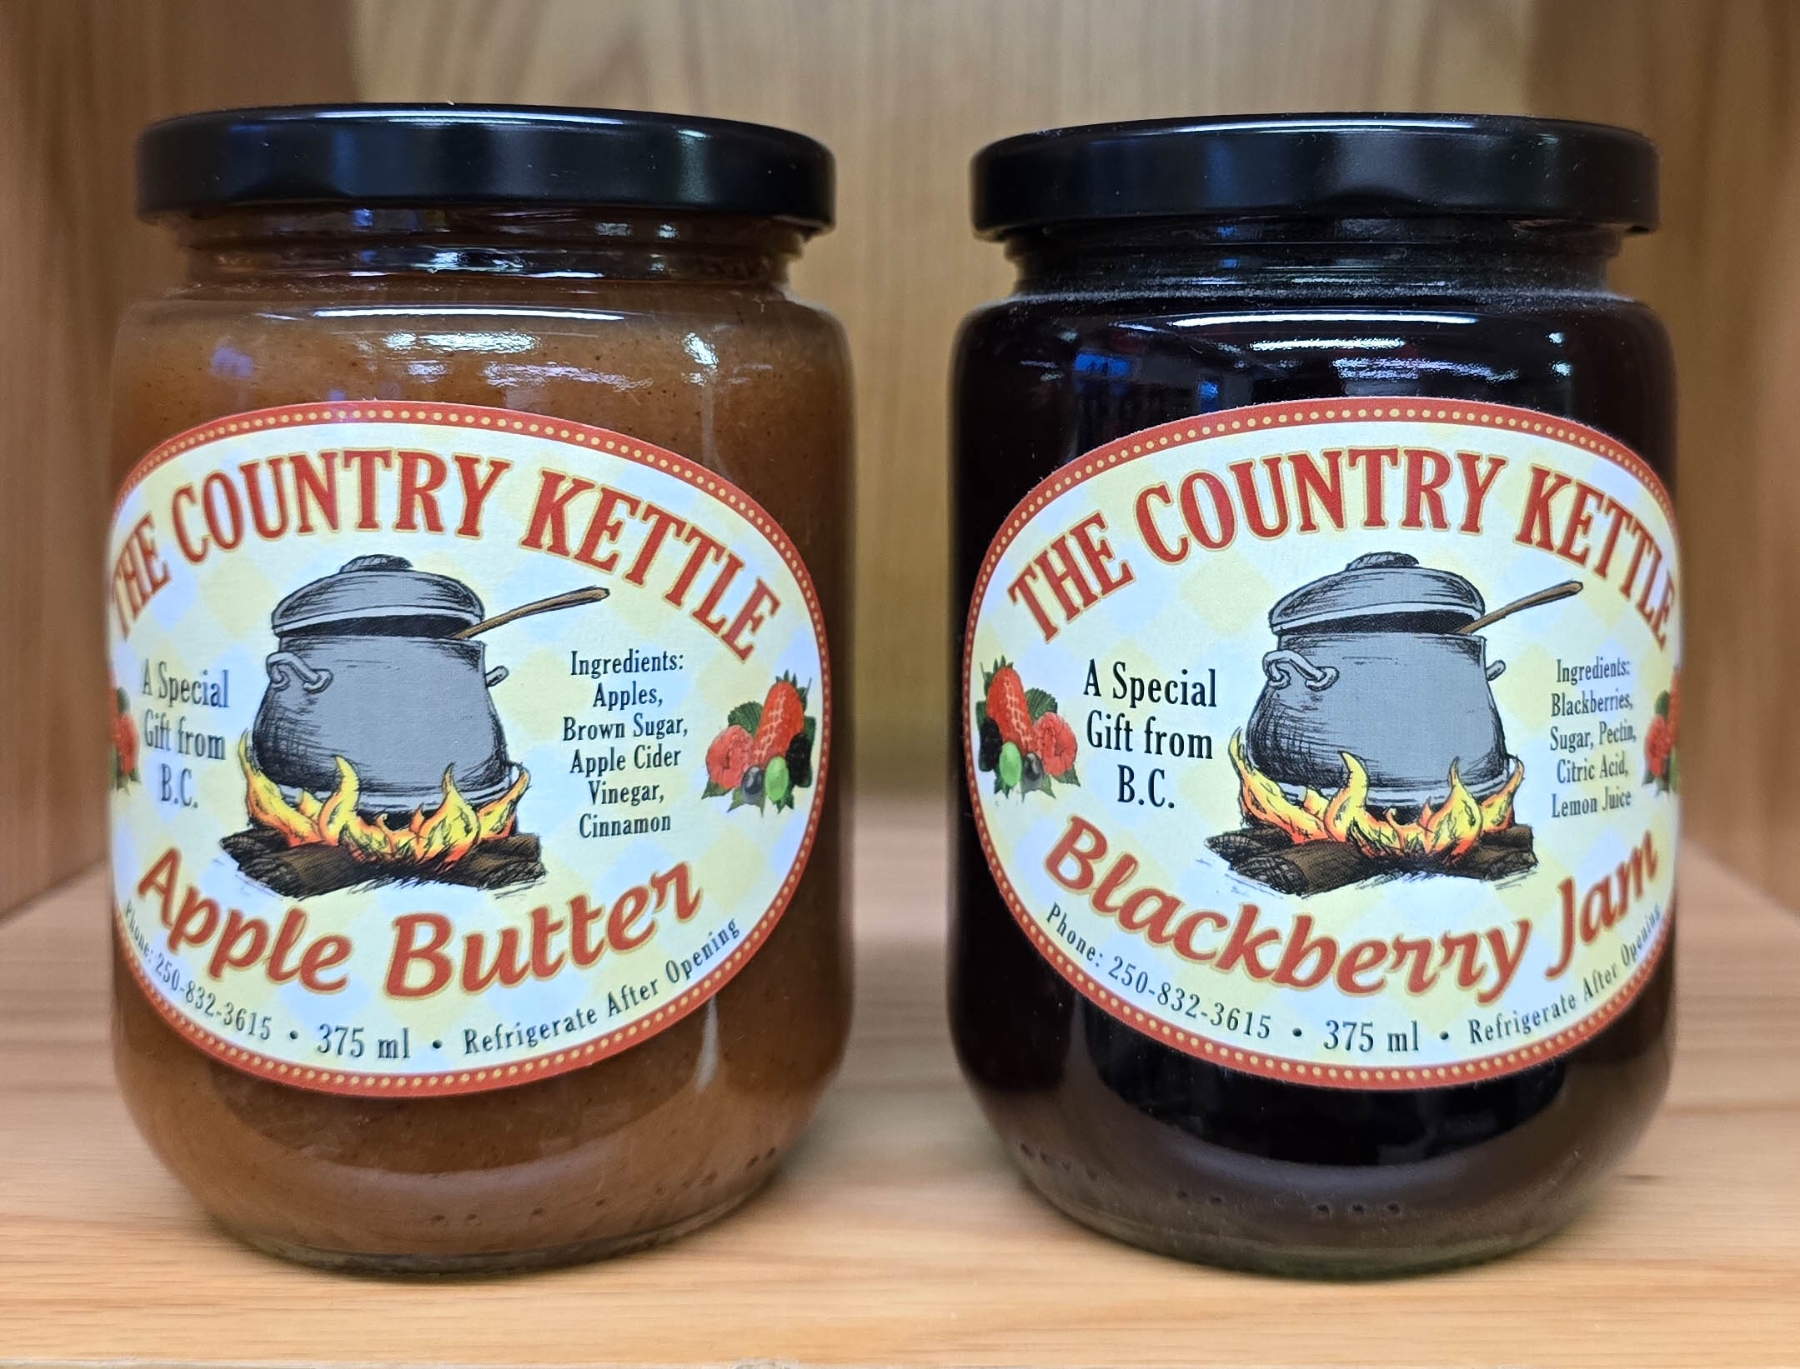 THE COUNTRY KETTLE
A Special
Gift from
B.C.
Ingredients:
Apples,
Brown Sugar,
Apple Cider
Vinegar,
Cinnamon
Apple Butter
Phone: 250-832-3615 • 375 ml • Refrigerate After Opening
THE COUNTRY KETTLE
A Special
Gift from
B.C.
Ingredients:
Blackberries,
Sugar, Pectin,
Citric Acid,
Lemon Juice
Blackberry Jam
Phone: 250-832-3615 • 375 ml • Refrigerate After Opening